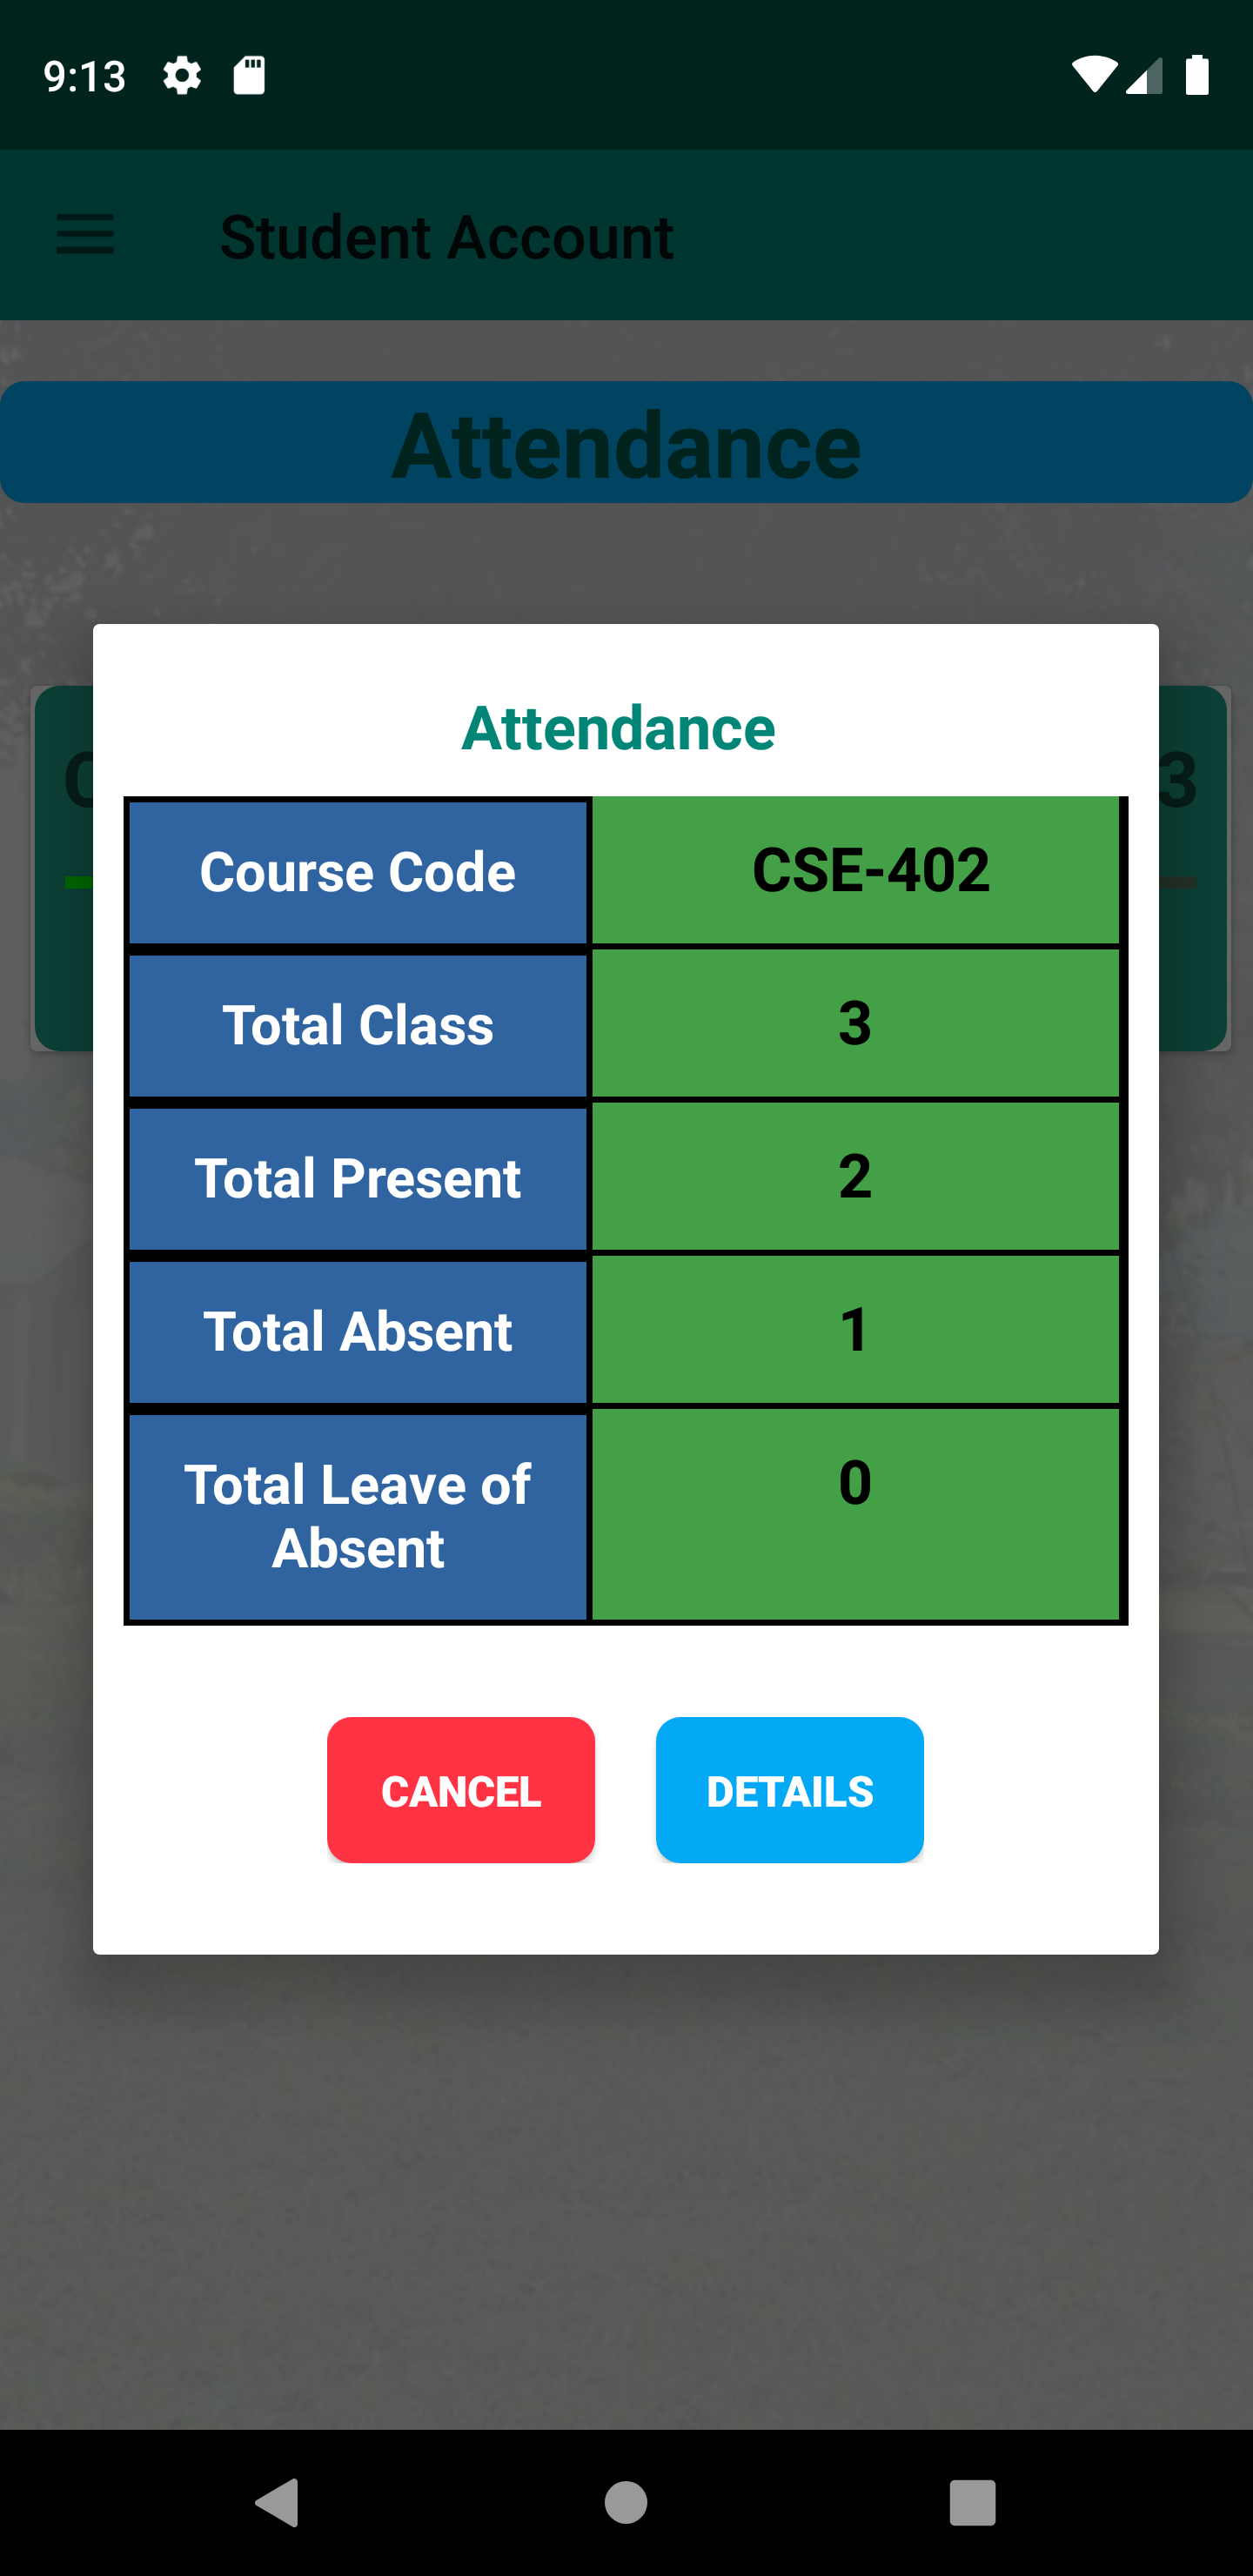 9:13
Student Account
Attendance
Attendance
Course Code CSE-402
Total Class 3
Total Present 2
Total Absent 1
Total Leave of 0
Absent
CANCEL DETAILS